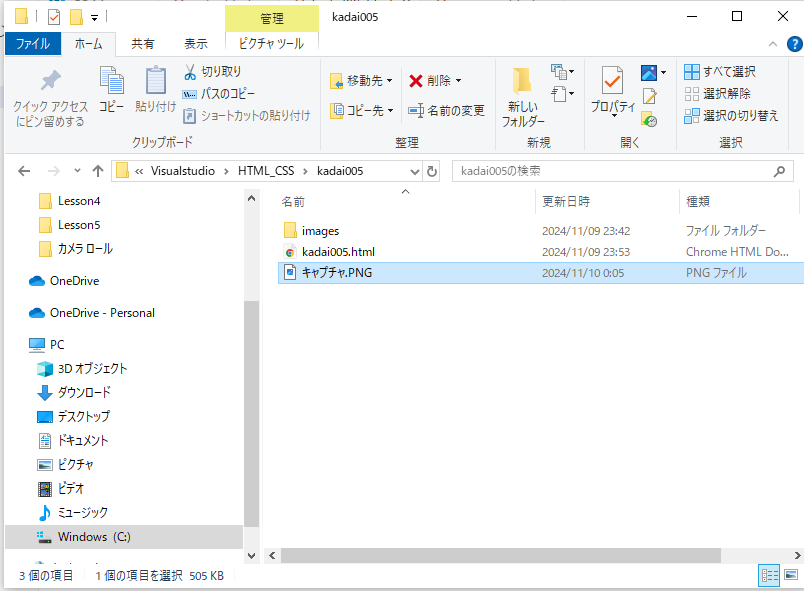 管理
kadai005
ファイル
ホーム
共有
表示
ピクチャ ツール
クイック アクセス
にピン留めする
コピー
貼り付け
切り取り
パスのコピー
ショートカットの貼り付け
クリップボード
移動先
コピー先
削除
名前の変更
整理
新しい
フォルダー
新規
プロパティ
開く
すべて選択
選択解除
選択の切り替え
選択
« Visualstudio › HTML_CSS › kadai005
kadai005の検索
Lesson4
Lesson5
カメラ ロール
OneDrive
OneDrive - Personal
PC
3D オブジェクト
ダウンロード
デスクトップ
ドキュメント
ピクチャ
ビデオ
ミュージック
Windows (C:)
名前 更新日時 種類
images 2024/11/09 23:42 ファイル フォルダー
kadai005.html 2024/11/09 23:53 Chrome HTML Do...
キャプチャ.PNG 2024/11/10 0:05 PNG ファイル
3 個の項目 1 個の項目を選択 505 KB